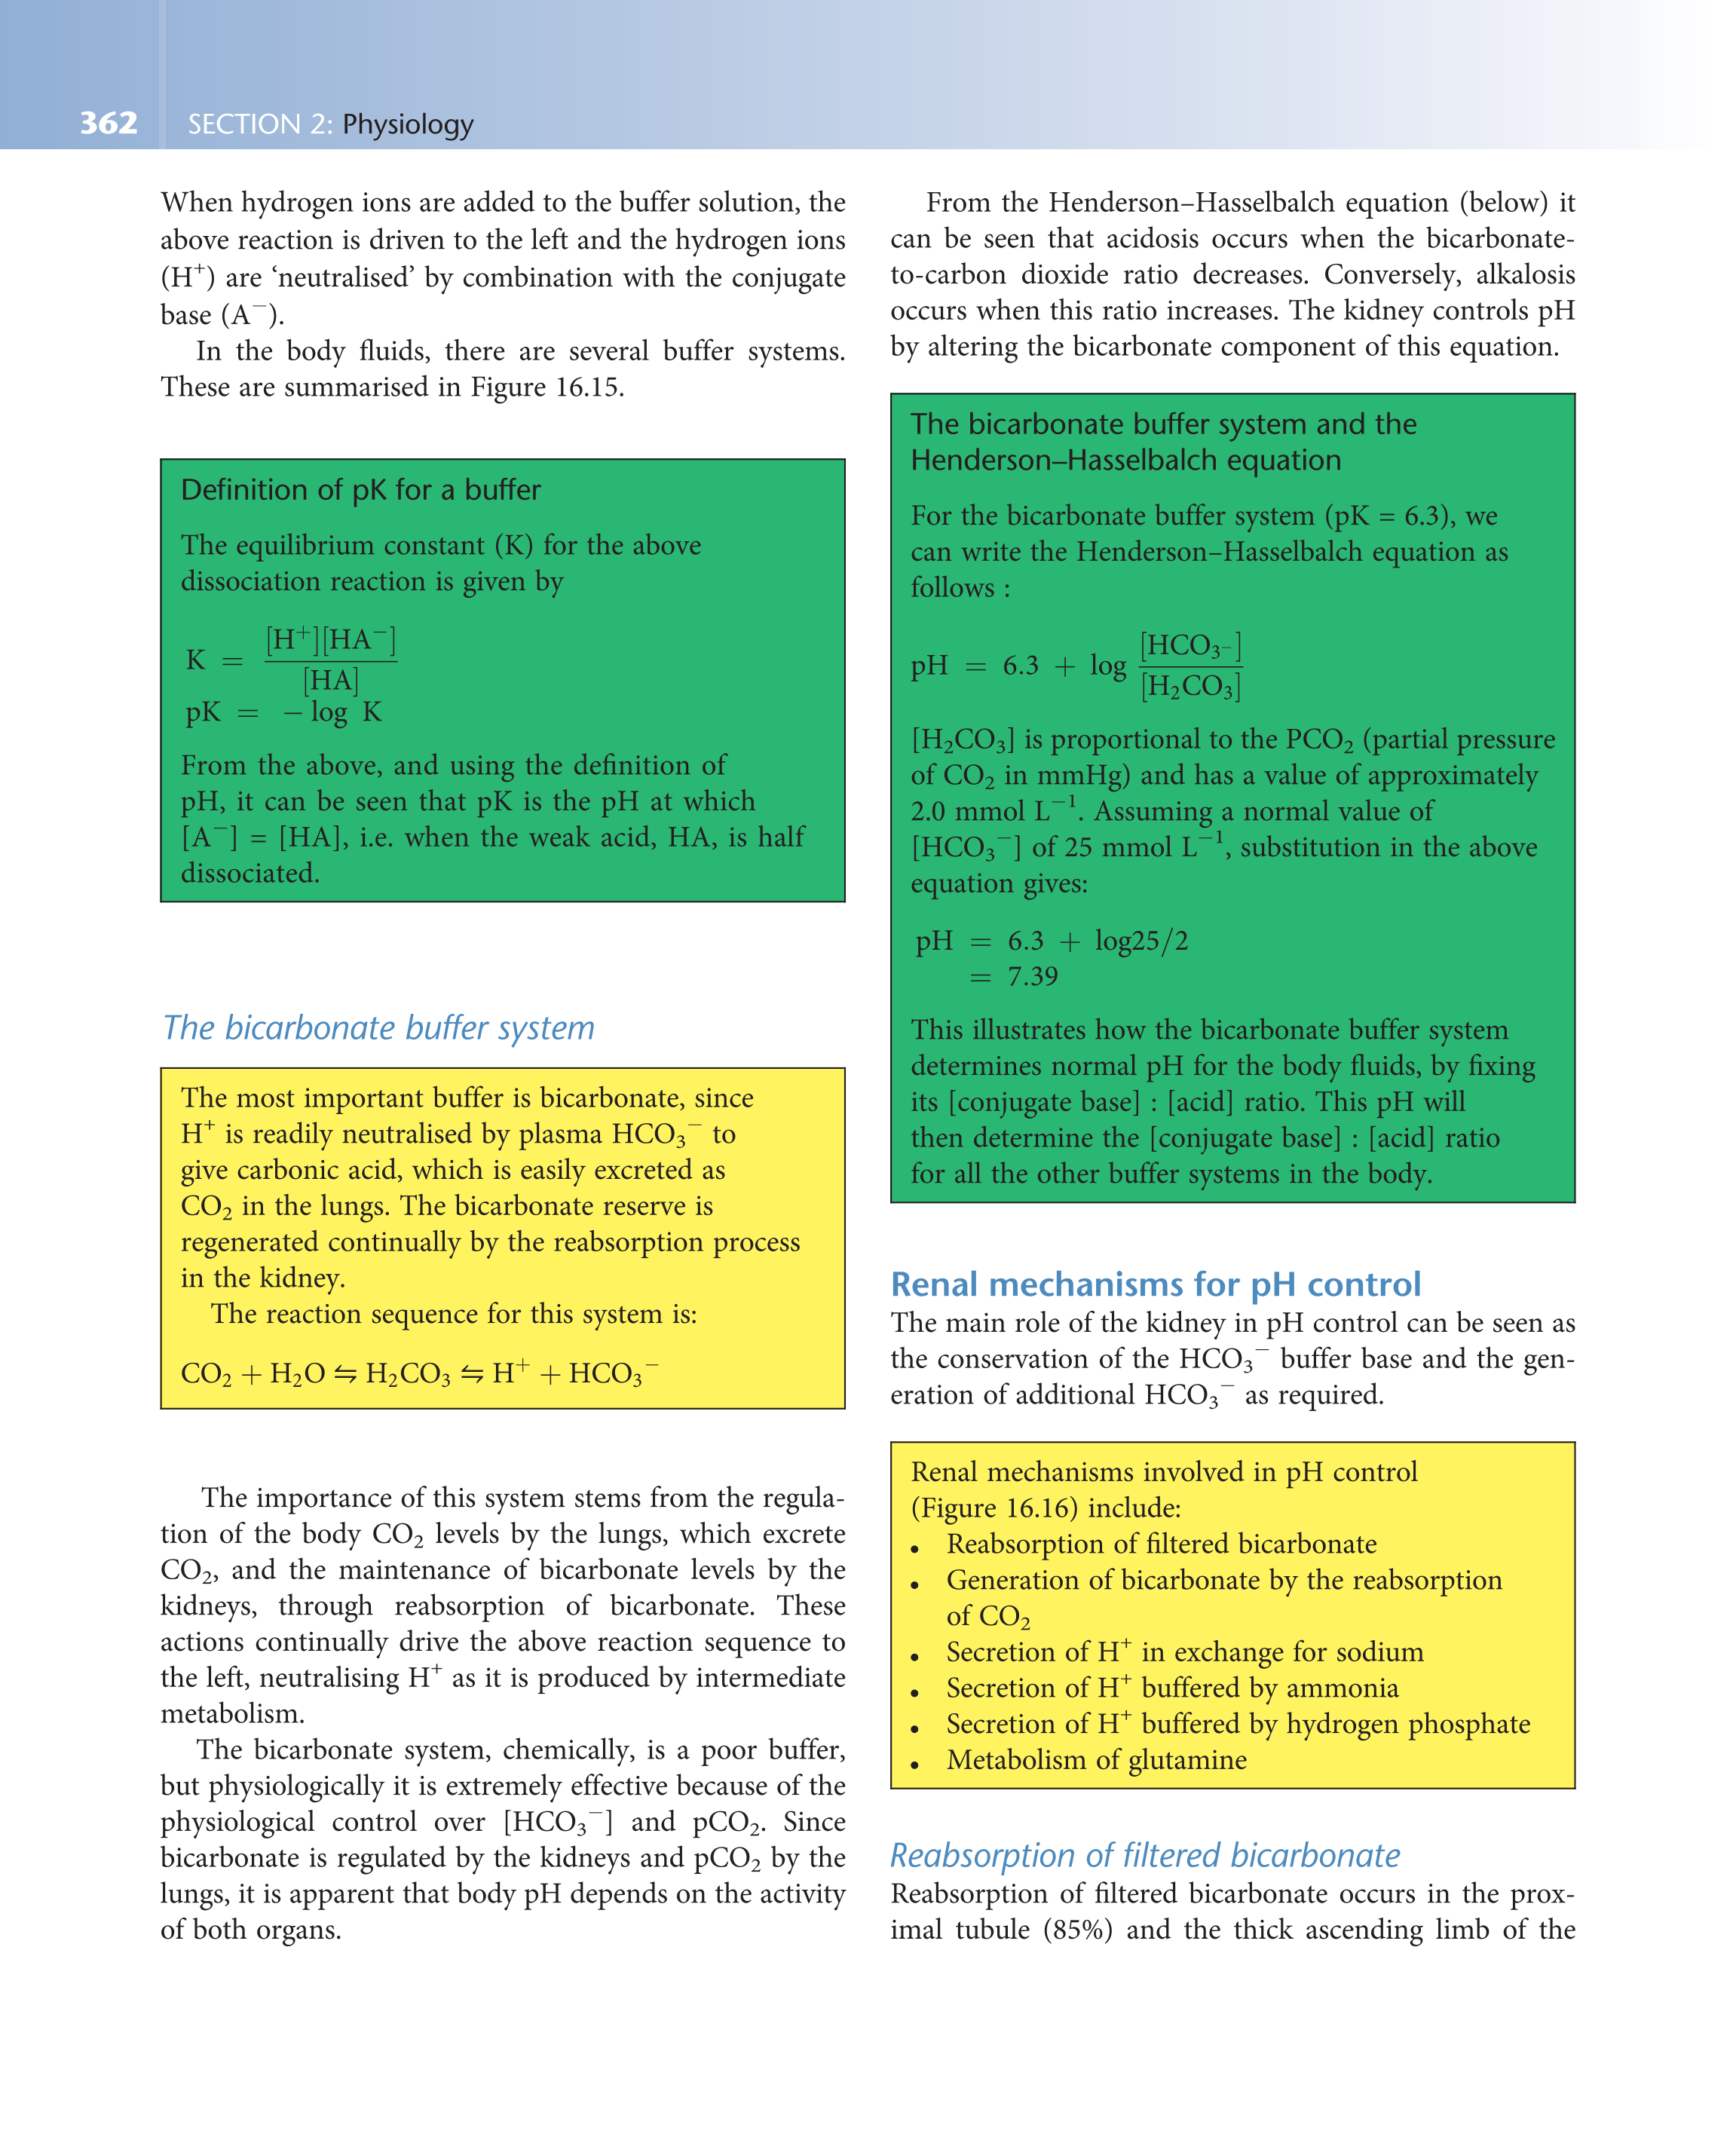 362 SECTION 2: Physiology
When hydrogen ions are added to the buffer solution, the
above reaction is driven to the left and the hydrogen ions
(H⁺) are ‘neutralised’ by combination with the conjugate
base (A⁻).
In the body fluids, there are several buffer systems.
These are summarised in Figure 16.15.
Definition of pK for a buffer
The equilibrium constant (K) for the above
dissociation reaction is given by
K = [H⁺][HA⁻] / [HA]
pK = − log K
From the above, and using the definition of
pH, it can be seen that pK is the pH at which
[A⁻] = [HA], i.e. when the weak acid, HA, is half
dissociated.
The bicarbonate buffer system
The most important buffer is bicarbonate, since
H⁺ is readily neutralised by plasma HCO₃⁻ to
give carbonic acid, which is easily excreted as
CO₂ in the lungs. The bicarbonate reserve is
regenerated continually by the reabsorption process
in the kidney.
The reaction sequence for this system is:
CO₂ + H₂O ⇋ H₂CO₃ ⇋ H⁺ + HCO₃⁻
The importance of this system stems from the regula-
tion of the body CO₂ levels by the lungs, which excrete
CO₂, and the maintenance of bicarbonate levels by the
kidneys, through reabsorption of bicarbonate. These
actions continually drive the above reaction sequence to
the left, neutralising H⁺ as it is produced by intermediate
metabolism.
The bicarbonate system, chemically, is a poor buffer,
but physiologically it is extremely effective because of the
physiological control over [HCO₃⁻] and pCO₂. Since
bicarbonate is regulated by the kidneys and pCO₂ by the
lungs, it is apparent that body pH depends on the activity
of both organs.
From the Henderson–Hasselbalch equation (below) it
can be seen that acidosis occurs when the bicarbonate-
to-carbon dioxide ratio decreases. Conversely, alkalosis
occurs when this ratio increases. The kidney controls pH
by altering the bicarbonate component of this equation.
The bicarbonate buffer system and the
Henderson–Hasselbalch equation
For the bicarbonate buffer system (pK = 6.3), we
can write the Henderson–Hasselbalch equation as
follows :
pH = 6.3 + log [HCO₃₋] / [H₂CO₃]
[H₂CO₃] is proportional to the PCO₂ (partial pressure
of CO₂ in mmHg) and has a value of approximately
2.0 mmol L⁻¹. Assuming a normal value of
[HCO₃⁻] of 25 mmol L⁻¹, substitution in the above
equation gives:
pH = 6.3 + log25/2
= 7.39
This illustrates how the bicarbonate buffer system
determines normal pH for the body fluids, by fixing
its [conjugate base] : [acid] ratio. This pH will
then determine the [conjugate base] : [acid] ratio
for all the other buffer systems in the body.
Renal mechanisms for pH control
The main role of the kidney in pH control can be seen as
the conservation of the HCO₃⁻ buffer base and the gen-
eration of additional HCO₃⁻ as required.
Renal mechanisms involved in pH control
(Figure 16.16) include:
• Reabsorption of filtered bicarbonate
• Generation of bicarbonate by the reabsorption
of CO₂
• Secretion of H⁺ in exchange for sodium
• Secretion of H⁺ buffered by ammonia
• Secretion of H⁺ buffered by hydrogen phosphate
• Metabolism of glutamine
Reabsorption of filtered bicarbonate
Reabsorption of filtered bicarbonate occurs in the prox-
imal tubule (85%) and the thick ascending limb of the